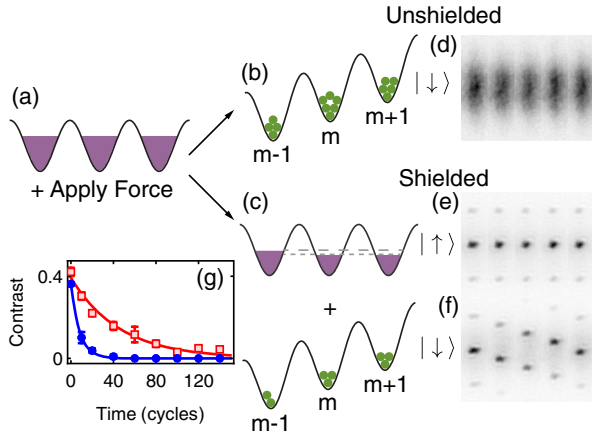 Unshielded
(a)
(b)
(d)
| ↓ ⟩
m-1
m
m+1
+ Apply Force
Shielded
(c)
(e)
| ↑ ⟩
+
(f)
| ↓ ⟩
m-1
m
m+1
(g)
Contrast
0.4
0
0 40 80 120
Time (cycles)